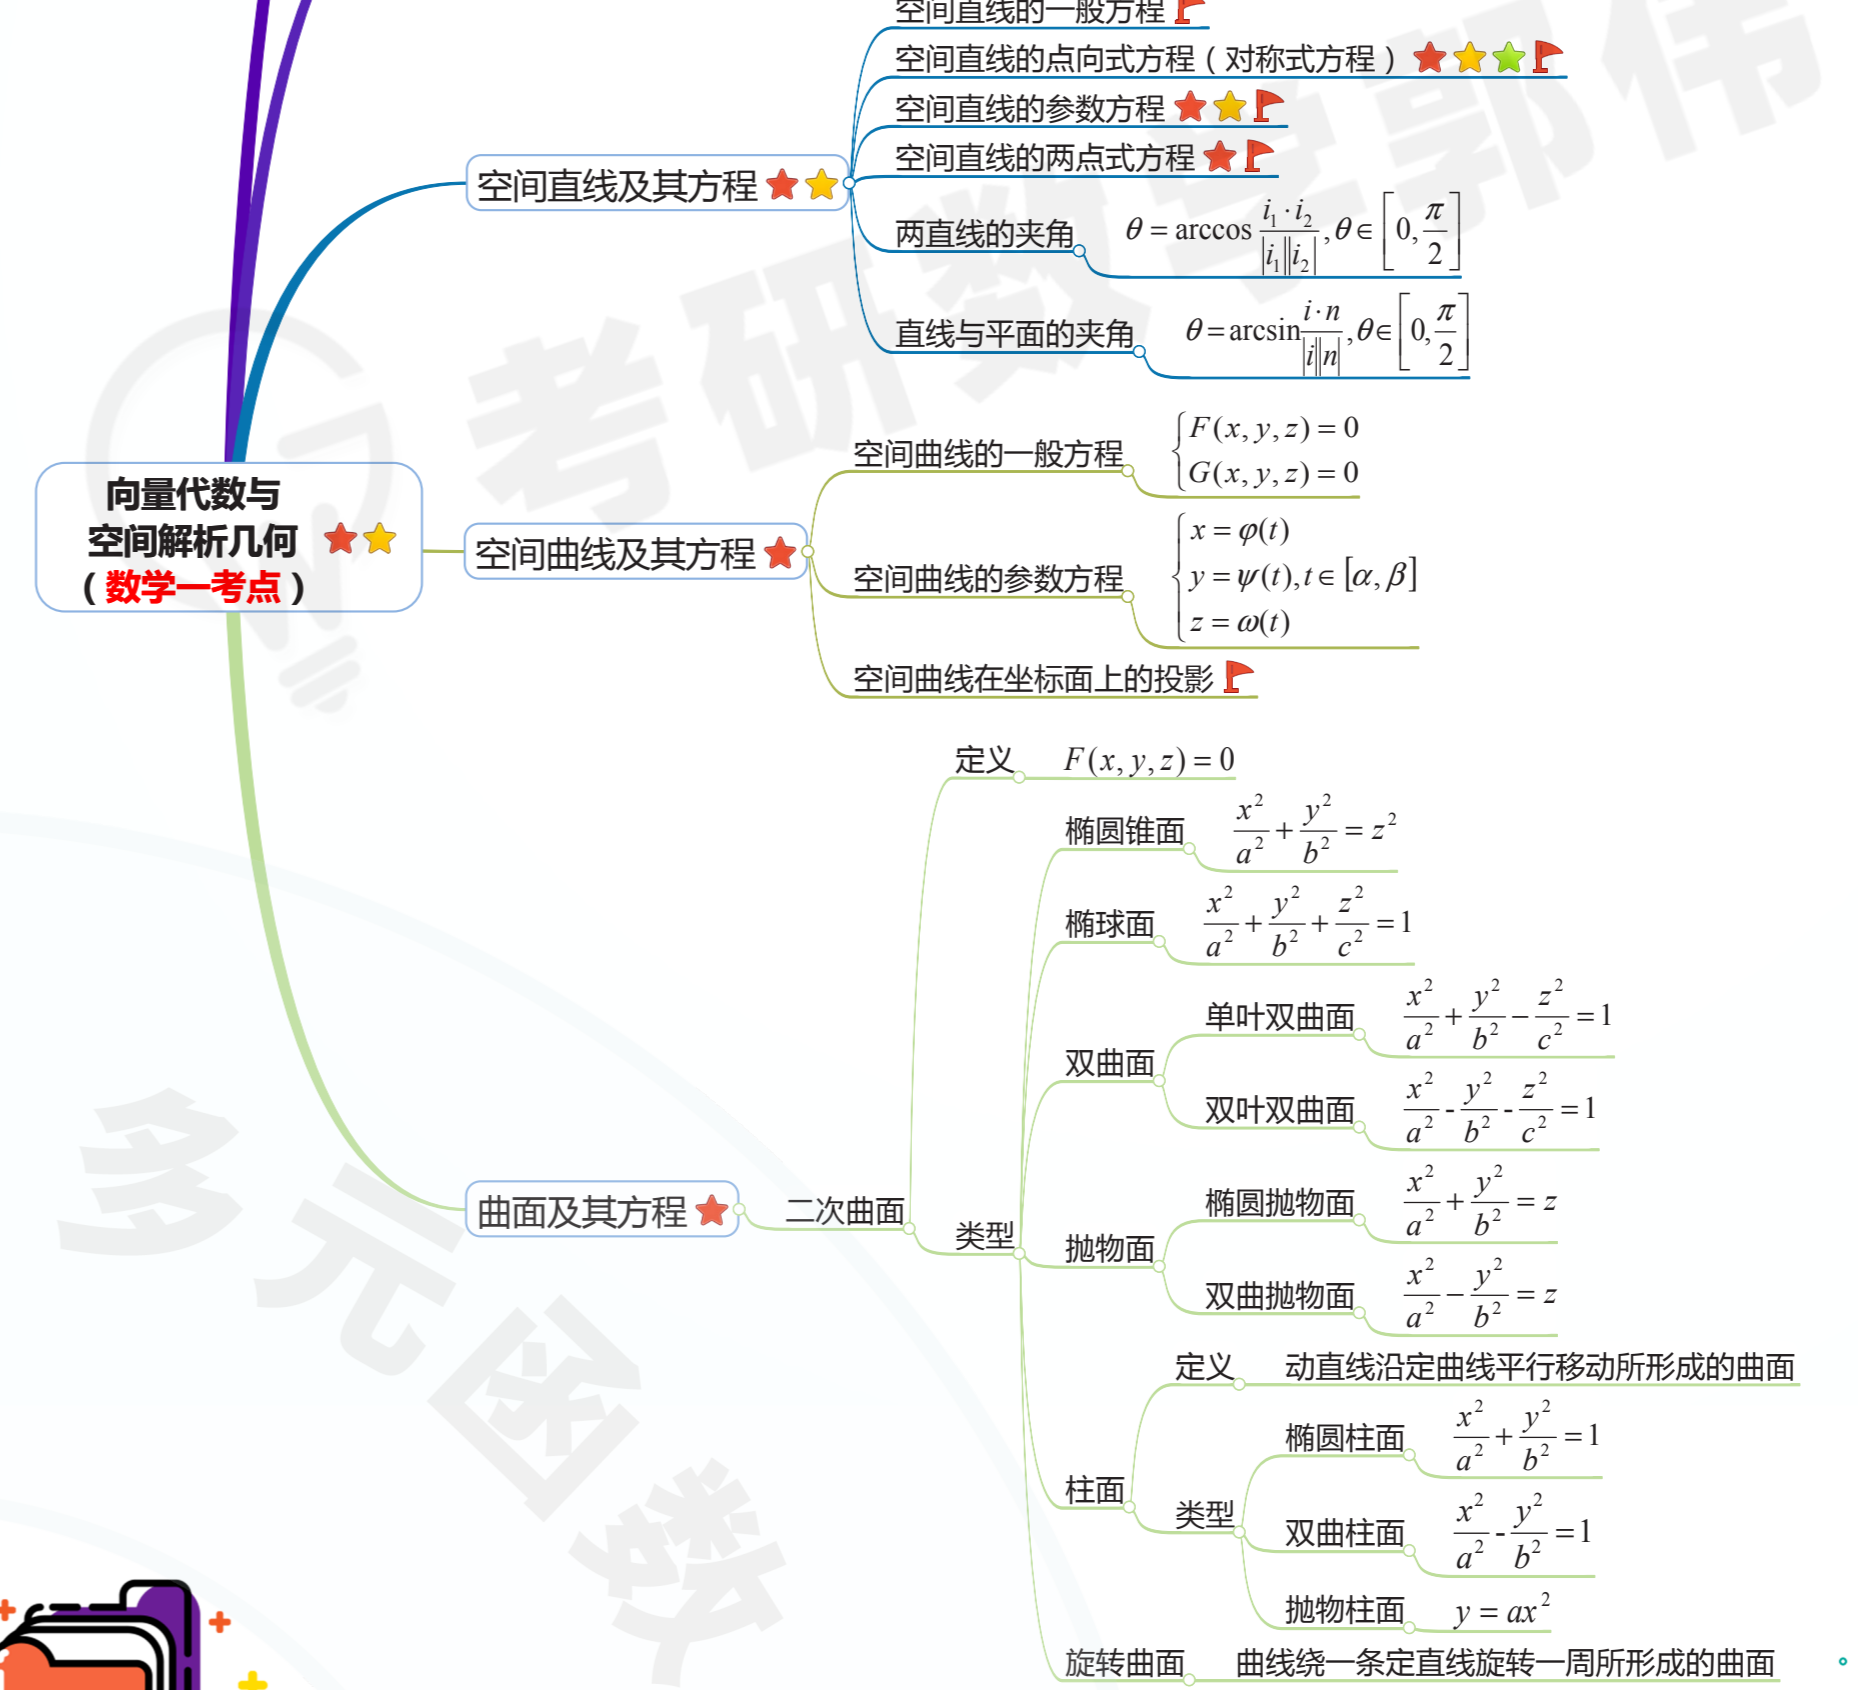 空间直线的一般方程
空间直线的点向式方程（对称式方程）
空间直线的参数方程
空间直线的两点式方程
空间直线及其方程
两直线的夹角 θ = arccos i₁·i₂/|i₁||i₂|, θ∈[0, π/2]
直线与平面的夹角 θ=arcsin i·n/|i||n|, θ∈[0, π/2]
向量代数与
空间解析几何
（数学一考点）
空间曲线及其方程
空间曲线的一般方程
F(x, y, z) = 0
G(x, y, z) = 0
空间曲线的参数方程
x = φ(t)
y = ψ(t), t∈[α, β]
z = ω(t)
空间曲线在坐标面上的投影
曲面及其方程
二次曲面
定义 F(x, y, z) = 0
类型
椭圆锥面 x²/a² + y²/b² = z²
椭球面 x²/a² + y²/b² + z²/c² = 1
双曲面
单叶双曲面 x²/a² + y²/b² − z²/c² = 1
双叶双曲面 x²/a² - y²/b² - z²/c² = 1
抛物面
椭圆抛物面 x²/a² + y²/b² = z
双曲抛物面 x²/a² − y²/b² = z
柱面
定义 动直线沿定曲线平行移动所形成的曲面
类型
椭圆柱面 x²/a² + y²/b² = 1
双曲柱面 x²/a² - y²/b² = 1
抛物柱面 y = ax²
旋转曲面 曲线绕一条定直线旋转一周所形成的曲面
考研数学郭伟
多元函数